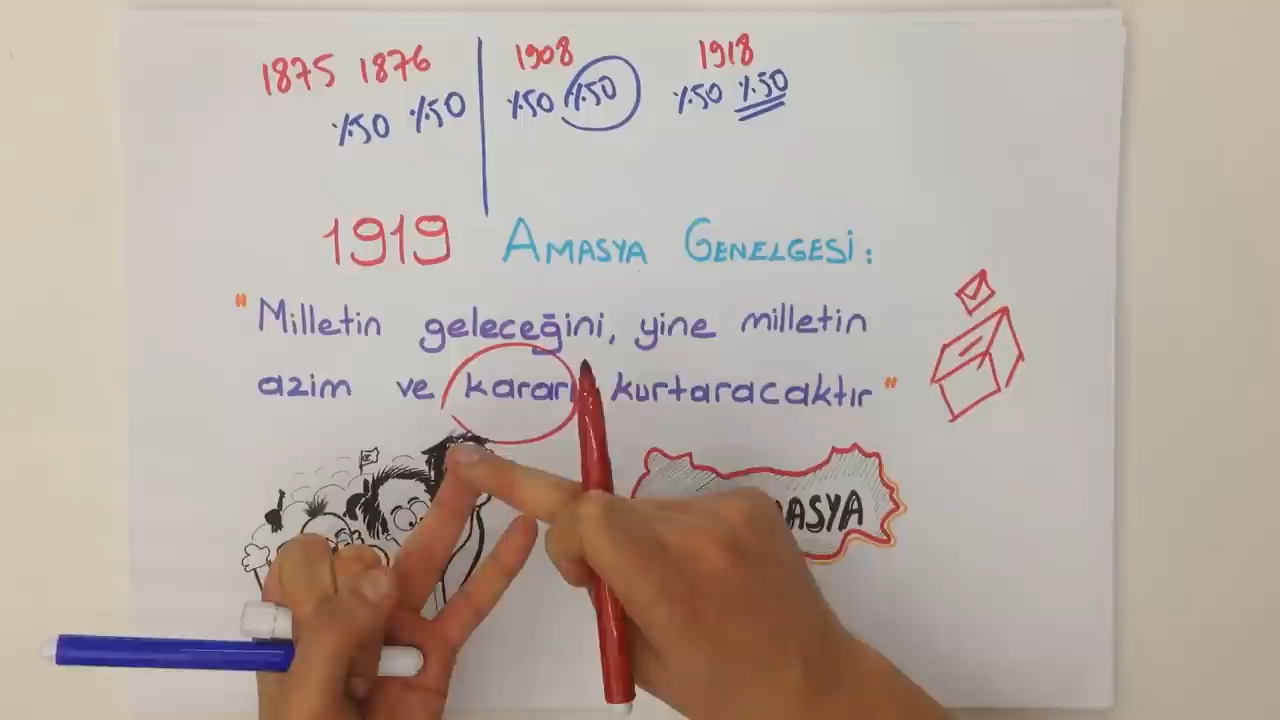 1875 1876 1908 1918
%50 %50 %50 %50 %50 %50
1919 AMASYA GENELGESİ:
"Milletin geleceğini, yine milletin
azim ve kararı kurtaracaktır"